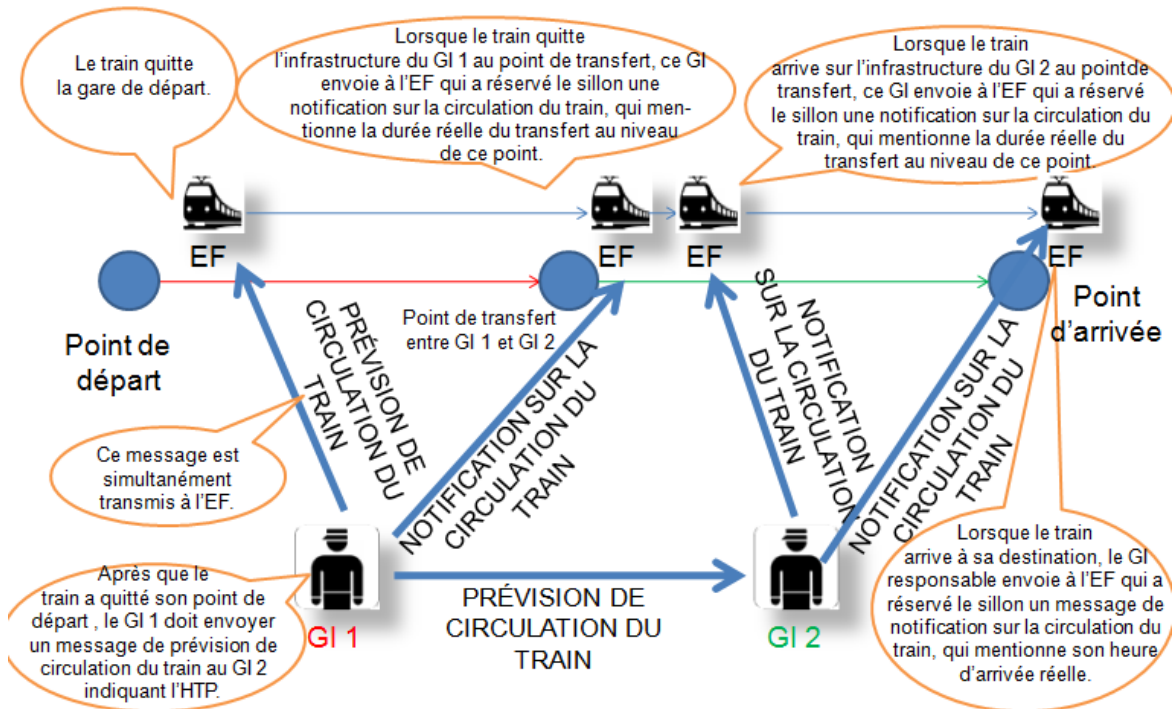 Le train quitte
la gare de départ.
Lorsque le train quitte
l'infrastructure du GI 1 au point de transfert, ce GI
envoie à l'EF qui a réservé le sillon une
notification sur la circulation du train, qui men-
tionne la durée réelle du transfert au niveau
de ce point.
Lorsque le train
arrive sur l'infrastructure du GI 2 au pointde
transfert, ce GI envoie à l'EF qui a réservé
le sillon une notification sur la circulation du
train, qui mentionne la durée réelle du
transfert au niveau de ce point.
EF
EF
EF
EF
Point de
départ
Point de transfert
entre GI 1 et GI 2
Point
d'arrivée
PRÉVISION DE
CIRCULATION DU
TRAIN
NOTIFICATION SUR LA
CIRCULATION DU
TRAIN
NOTIFICATION
SUR LA CIRCULATION
DU TRAIN
NOTIFICATION SUR LA
CIRCULATION DU
TRAIN
Ce message est
simultanément
transmis à l'EF.
Après que le
train a quitté son point de
départ , le GI 1 doit envoyer
un message de prévision de
circulation du train au GI 2
indiquant l'HTP.
GI 1
PRÉVISION DE
CIRCULATION DU
TRAIN
GI 2
Lorsque le train
arrive à sa destination, le GI
responsable envoie à l'EF qui a
réservé le sillon un message de
notification sur la circulation du
train, qui mentionne son heure
d'arrivée réelle.